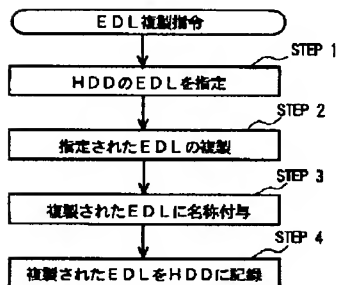 EDL複製指令
STEP 1
HDDのEDLを指定
STEP 2
指定されたEDLの複製
STEP 3
複製されたEDLに名称付与
STEP 4
複製されたEDLをHDDに記録